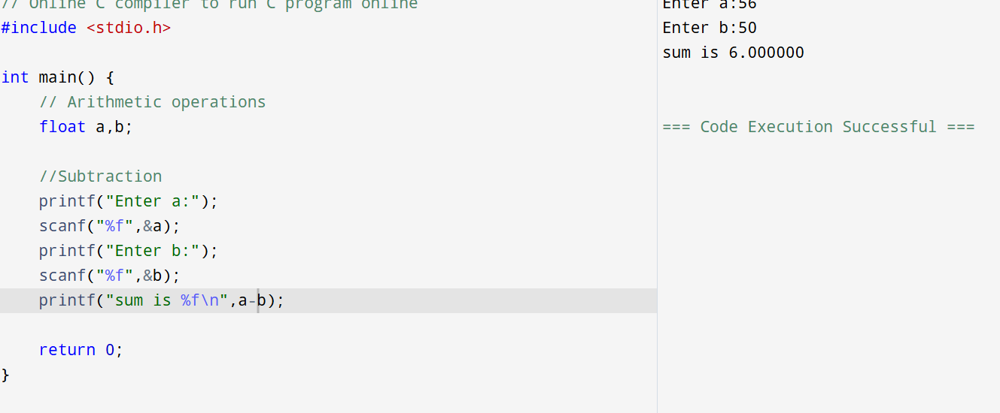 // Online C compiler to run C program online
#include <stdio.h>
int main() {
    // Arithmetic operations
    float a,b;
    //Subtraction
    printf("Enter a:");
    scanf("%f",&a);
    printf("Enter b:");
    scanf("%f",&b);
    printf("sum is %f\n",a-b);
    return 0;
}
Enter a:56
Enter b:50
sum is 6.000000
=== Code Execution Successful ===